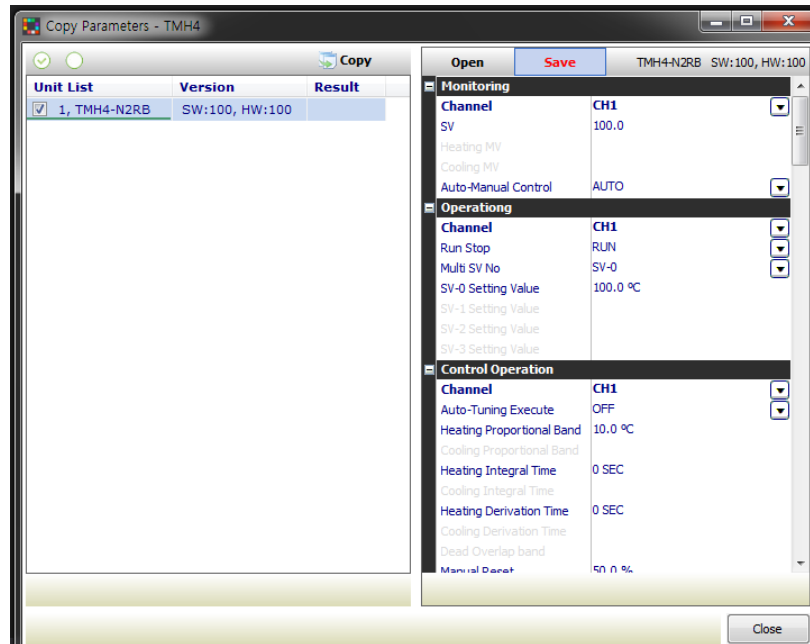 Copy Parameters - TMH4
Copy
Unit List Version Result
1, TMH4-N2RB SW:100, HW:100
Open Save TMH4-N2RB SW:100, HW:100
Monitoring
Channel CH1
SV 100.0
Heating MV
Cooling MV
Auto-Manual Control AUTO
Operationg
Channel CH1
Run Stop RUN
Multi SV No SV-0
SV-0 Setting Value 100.0 ºC
SV-1 Setting Value
SV-2 Setting Value
SV-3 Setting Value
Control Operation
Channel CH1
Auto-Tuning Execute OFF
Heating Proportional Band 10.0 ºC
Cooling Proportional Band
Heating Integral Time 0 SEC
Cooling Integral Time
Heating Derivation Time 0 SEC
Cooling Derivation Time
Dead Overlap band
Manual Reset 50.0 %
Close